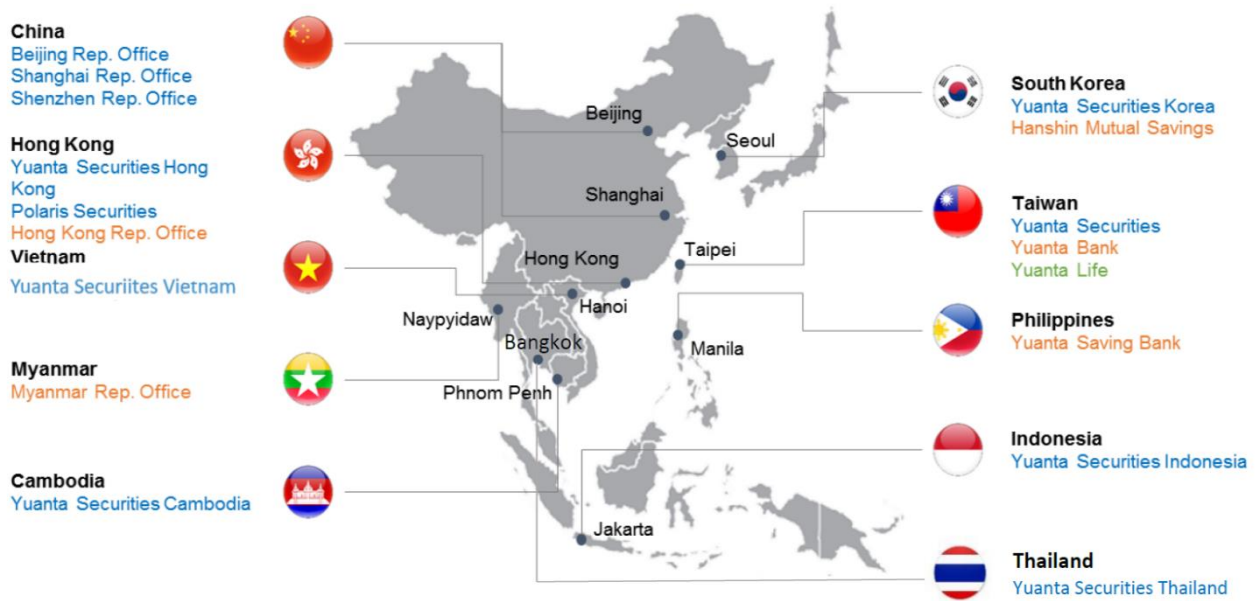 China
Beijing Rep. Office
Shanghai Rep. Office
Shenzhen Rep. Office
Hong Kong
Yuanta Securities Hong
Kong
Polaris Securities
Hong Kong Rep. Office
Vietnam
Yuanta Securiites Vietnam
Myanmar
Myanmar Rep. Office
Cambodia
Yuanta Securities Cambodia
Beijing
Seoul
Shanghai
Taipei
Hong Kong
Hanoi
Naypyidaw
Bangkok
Manila
Phnom Penh
Jakarta
South Korea
Yuanta Securities Korea
Hanshin Mutual Savings
Taiwan
Yuanta Securities
Yuanta Bank
Yuanta Life
Philippines
Yuanta Saving Bank
Indonesia
Yuanta Securities Indonesia
Thailand
Yuanta Securities Thailand